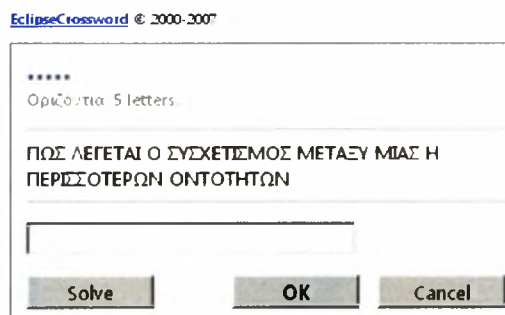 EclipseCrossword © 2000-2007
*****
Οριζόντια: 5 letters.
ΠΩΣ ΛΕΓΕΤΑΙ Ο ΣΥΣΧΕΤΙΣΜΟΣ ΜΕΤΑΞΥ ΜΙΑΣ Η
ΠΕΡΙΣΣΟΤΕΡΩΝ ΟΝΤΟΤΗΤΩΝ
Solve OK Cancel